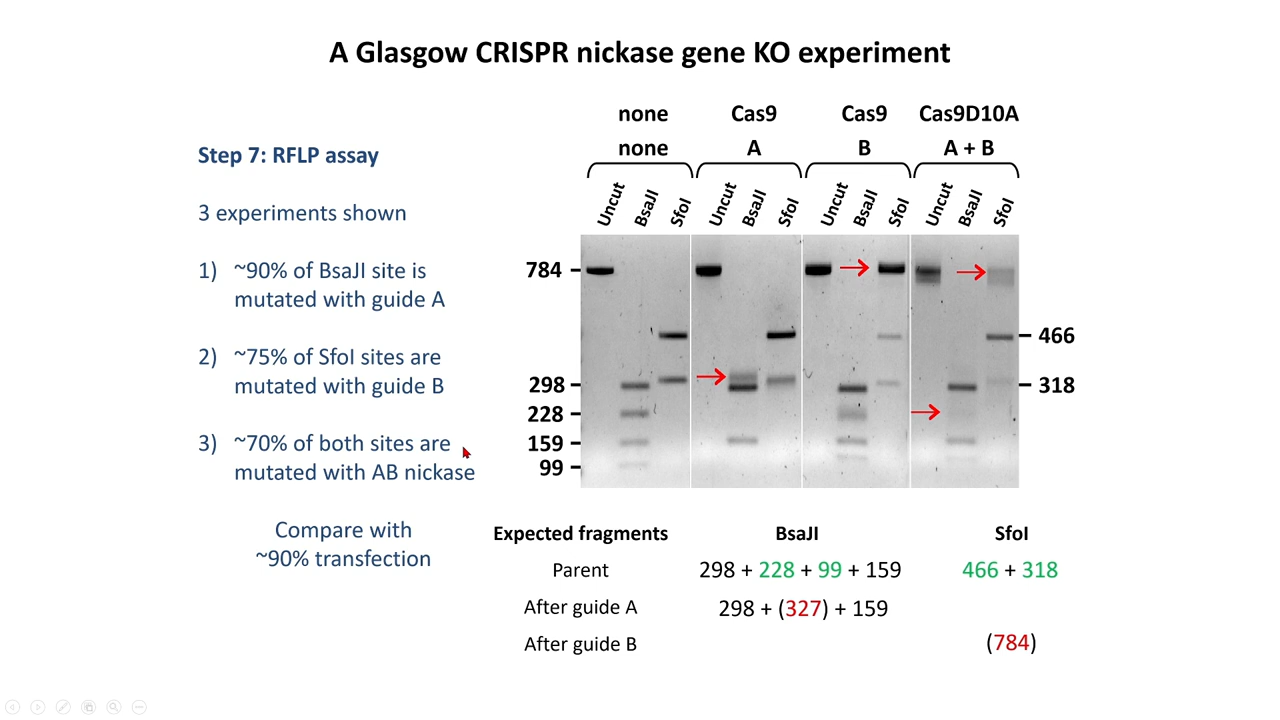 A Glasgow CRISPR nickase gene KO experiment
none Cas9 Cas9 Cas9D10A
none A B A + B
Uncut BsaJI SfoI Uncut BsaJI SfoI Uncut BsaJI SfoI Uncut BsaJI SfoI
Step 7: RFLP assay
3 experiments shown
1) ~90% of BsaJI site is
mutated with guide A
2) ~75% of SfoI sites are
mutated with guide B
3) ~70% of both sites are
mutated with AB nickase
Compare with
~90% transfection
784
298
228
159
99
466
318
Expected fragments BsaJI SfoI
Parent 298 + 228 + 99 + 159 466 + 318
After guide A 298 + (327) + 159
After guide B (784)